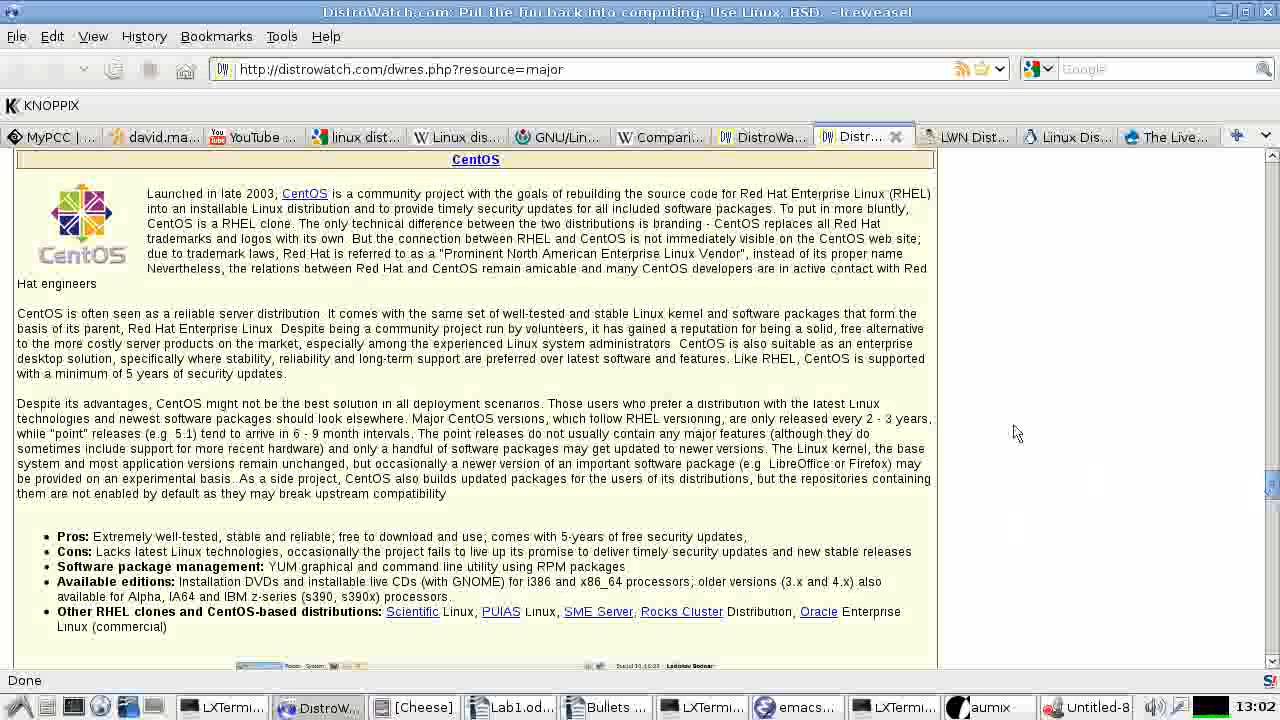 DistroWatch.com: Put the fun back into computing. Use Linux, BSD. - Iceweasel
File Edit View History Bookmarks Tools Help
http://distrowatch.com/dwres.php?resource=major Google
KNOPPIX
MyPCC | ... david.ma... YouTube ... linux dist... Linux dis... GNU/Lin... Compari... DistroWa... Distr... LWN Dist... Linux Dis... The Live...
CentOS
Launched in late 2003, CentOS is a community project with the goals of rebuilding the source code for Red Hat Enterprise Linux (RHEL)
into an installable Linux distribution and to provide timely security updates for all included software packages. To put in more bluntly,
CentOS is a RHEL clone. The only technical difference between the two distributions is branding - CentOS replaces all Red Hat
trademarks and logos with its own. But the connection between RHEL and CentOS is not immediately visible on the CentOS web site;
due to trademark laws, Red Hat is referred to as a "Prominent North American Enterprise Linux Vendor", instead of its proper name
Nevertheless, the relations between Red Hat and CentOS remain amicable and many CentOS developers are in active contact with Red
CentOS
Hat engineers
CentOS is often seen as a reliable server distribution. It comes with the same set of well-tested and stable Linux kernel and software packages that form the
basis of its parent, Red Hat Enterprise Linux. Despite being a community project run by volunteers, it has gained a reputation for being a solid, free alternative
to the more costly server products on the market, especially among the experienced Linux system administrators. CentOS is also suitable as an enterprise
desktop solution, specifically where stability, reliability and long-term support are preferred over latest software and features. Like RHEL, CentOS is supported
with a minimum of 5 years of security updates.
Despite its advantages, CentOS might not be the best solution in all deployment scenarios. Those users who prefer a distribution with the latest Linux
technologies and newest software packages should look elsewhere. Major CentOS versions, which follow RHEL versioning, are only released every 2 - 3 years,
while "point" releases (e.g. 5.1) tend to arrive in 6 - 9 month intervals. The point releases do not usually contain any major features (although they do
sometimes include support for more recent hardware) and only a handful of software packages may get updated to newer versions. The Linux kernel, the base
system and most application versions remain unchanged, but occasionally a newer version of an important software package (e.g. LibreOffice or Firefox) may
be provided on an experimental basis. As a side project, CentOS also builds updated packages for the users of its distributions, but the repositories containing
them are not enabled by default as they may break upstream compatibility
Pros: Extremely well-tested, stable and reliable; free to download and use, comes with 5-years of free security updates,
Cons: Lacks latest Linux technologies, occasionally the project fails to live up its promise to deliver timely security updates and new stable releases
Software package management: YUM graphical and command line utility using RPM packages
Available editions: Installation DVDs and installable live CDs (with GNOME) for i386 and x86_64 processors; older versions (3.x and 4.x) also
available for Alpha, IA64 and IBM z-series (s390, s390x) processors.
Other RHEL clones and CentOS-based distributions: Scientific Linux, PUIAS Linux, SME Server, Rocks Cluster Distribution, Oracle Enterprise
Linux (commercial)
Done
LXTermi... DistroW... [Cheese] Lab1.od... Bullets ... LXTermi... emacs... LXTermi... aumix Untitled-8 13:02